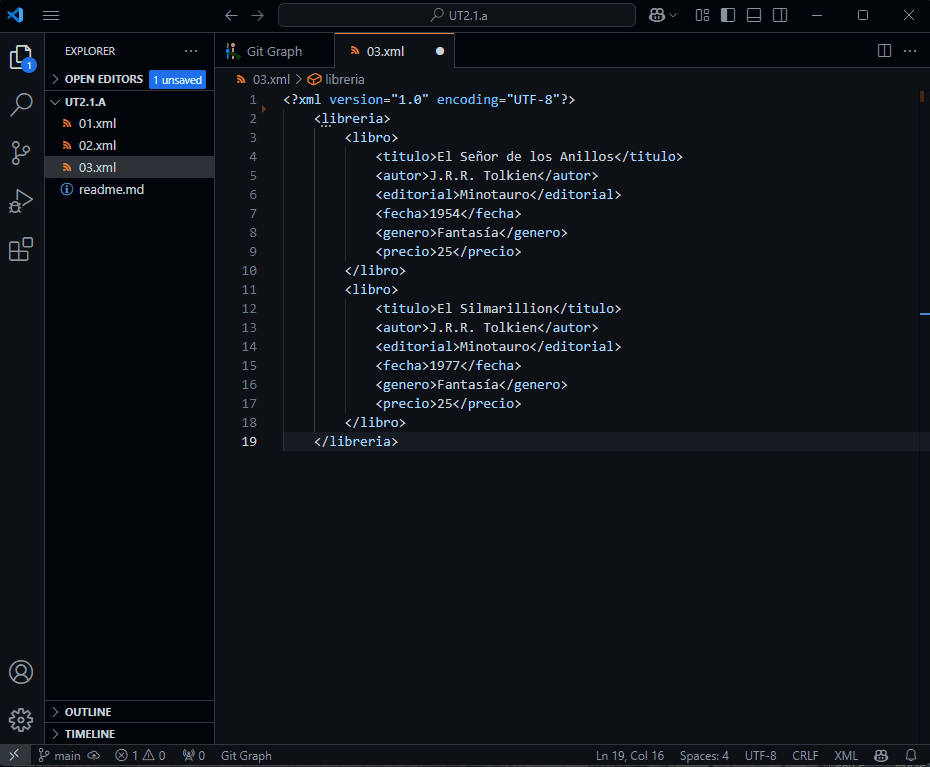 UT2.1.a
EXPLORER
Git Graph
03.xml
1
OPEN EDITORS
1 unsaved
UT2.1.A
01.xml
02.xml
03.xml
readme.md
03.xml > libreria
1 <?xml version="1.0" encoding="UTF-8"?>
2 <libreria>
3 <libro>
4 <titulo>El Señor de los Anillos</titulo>
5 <autor>J.R.R. Tolkien</autor>
6 <editorial>Minotauro</editorial>
7 <fecha>1954</fecha>
8 <genero>Fantasía</genero>
9 <precio>25</precio>
10 </libro>
11 <libro>
12 <titulo>El Silmarillion</titulo>
13 <autor>J.R.R. Tolkien</autor>
14 <editorial>Minotauro</editorial>
15 <fecha>1977</fecha>
16 <genero>Fantasía</genero>
17 <precio>25</precio>
18 </libro>
19 </libreria>
OUTLINE
TIMELINE
main 1 0 0 Git Graph Ln 19, Col 16 Spaces: 4 UTF-8 CRLF XML